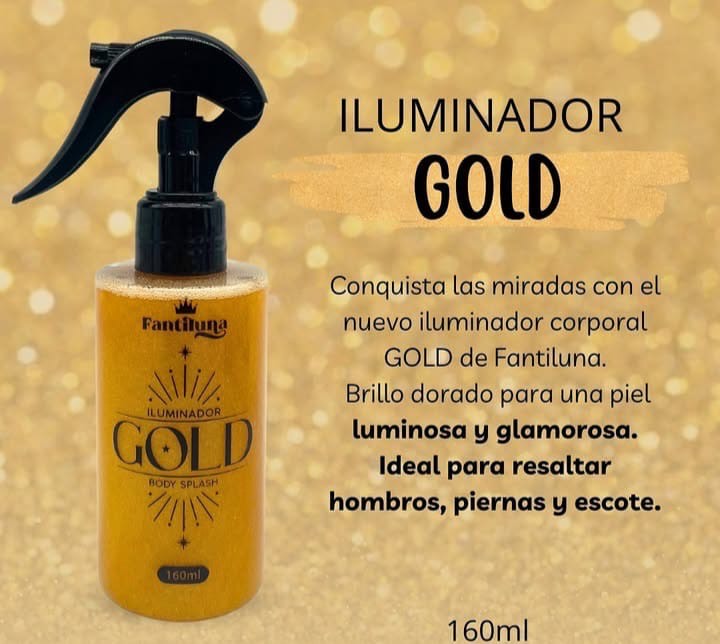 Fantiluna
ILUMINADOR
GOLD
BODY SPLASH
160ml
ILUMINADOR
GOLD
Conquista las miradas con el
nuevo iluminador corporal
GOLD de Fantiluna.
Brillo dorado para una piel
luminosa y glamorosa.
Ideal para resaltar
hombros, piernas y escote.
160ml